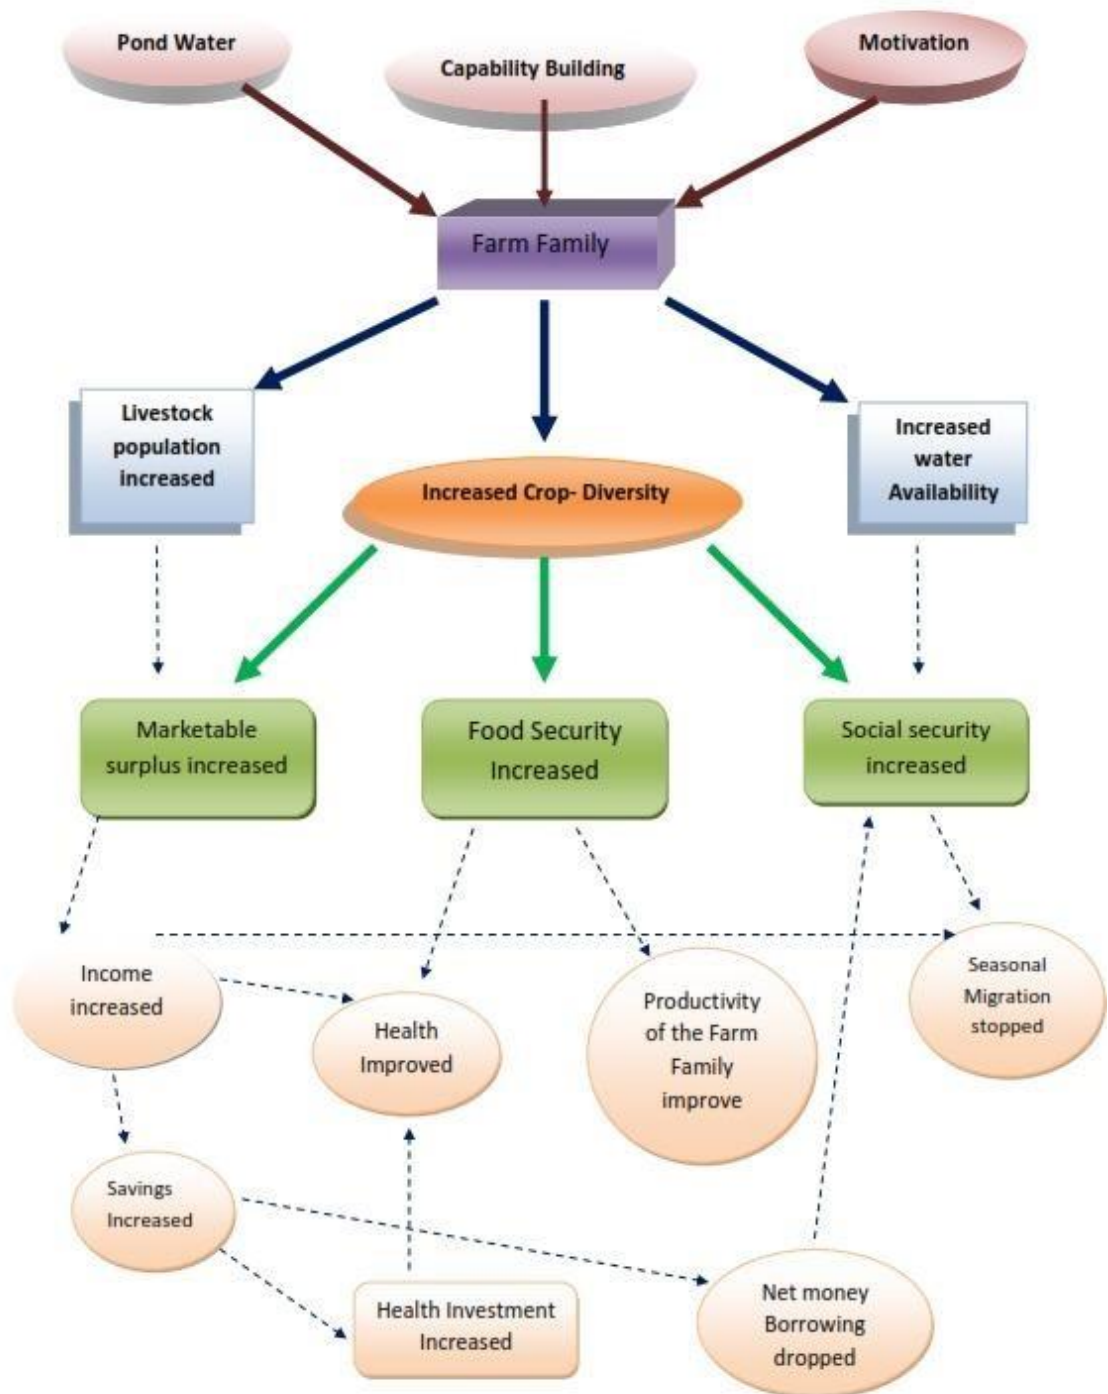 Pond Water
Capability Building
Motivation
Farm Family
Livestock
population
increased
Increased Crop- Diversity
Increased
water
Availability
Marketable
surplus increased
Food Security
Increased
Social security
increased
Income
increased
Health
Improved
Productivity
of the Farm
Family
improve
Seasonal
Migration
stopped
Savings
Increased
Health Investment
Increased
Net money
Borrowing
dropped